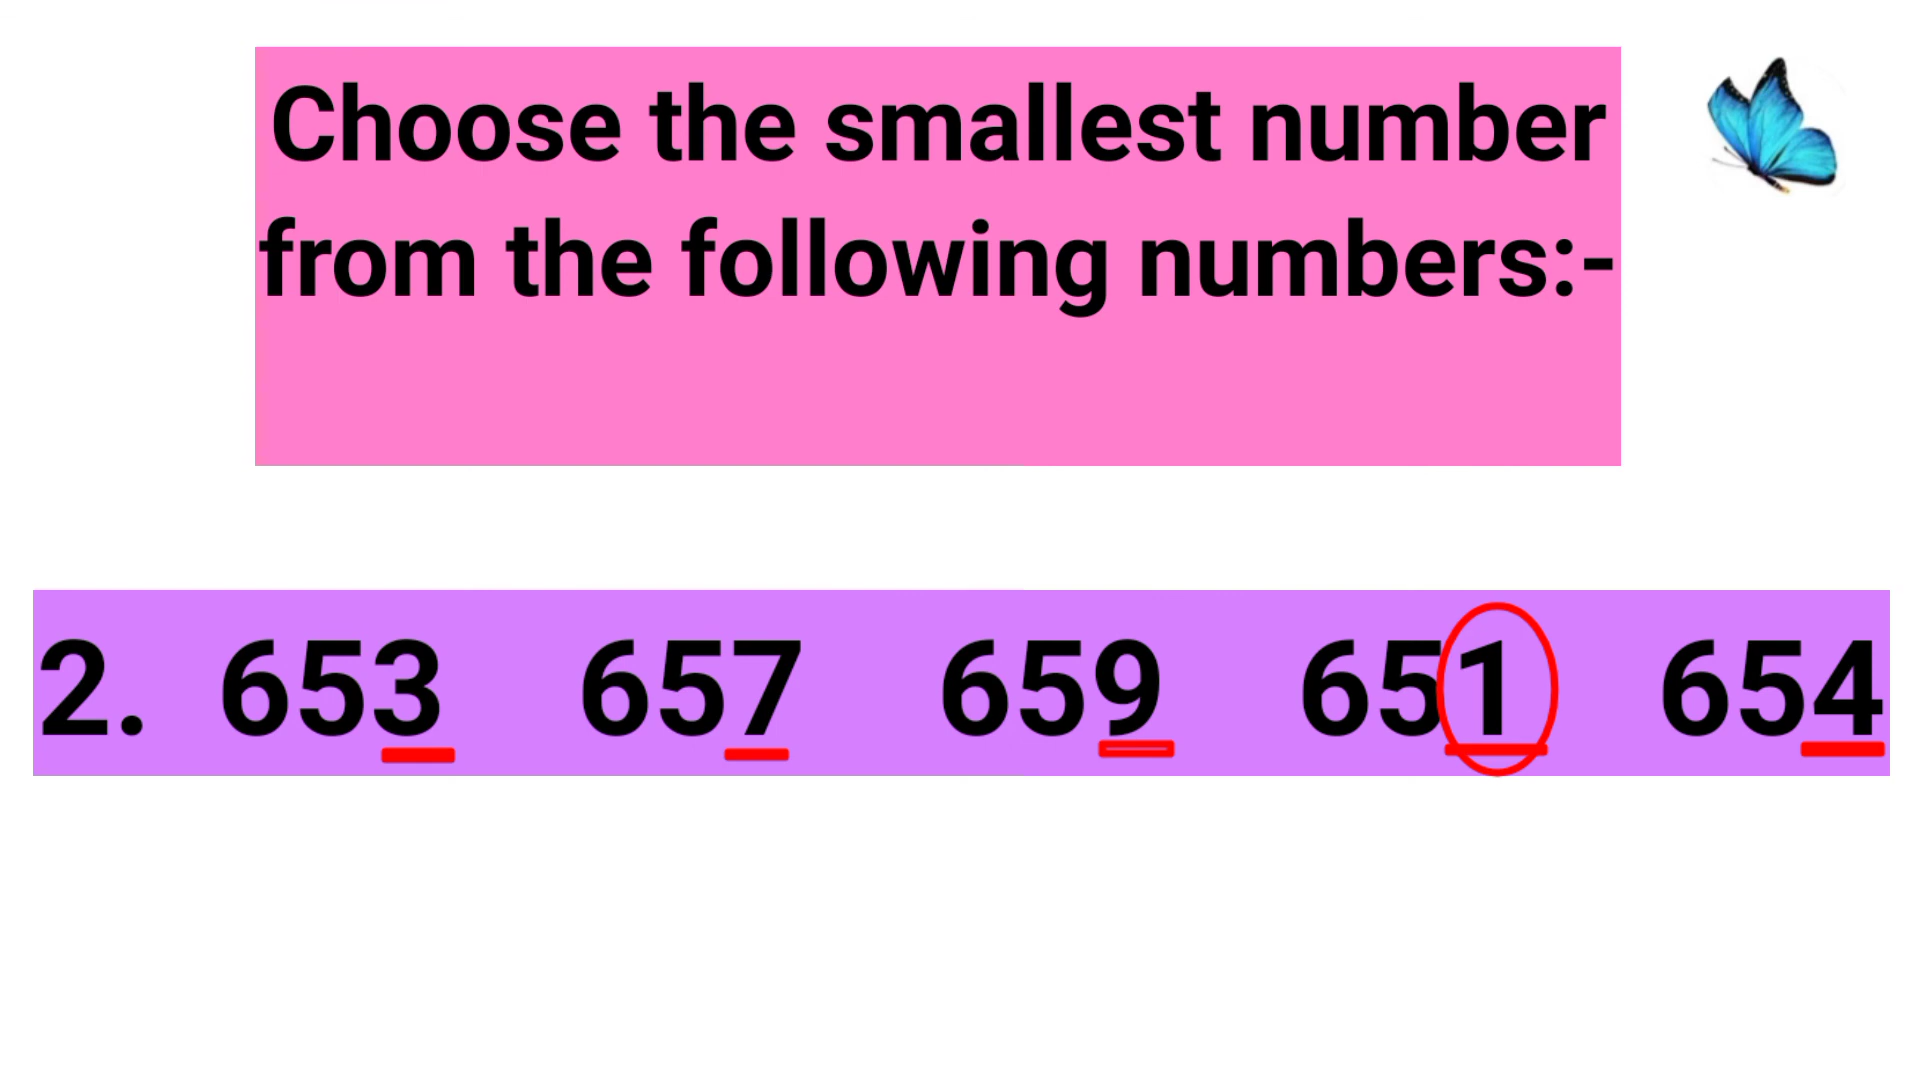 Choose the smallest number
from the following numbers:-
2. 653 657 659 651 654